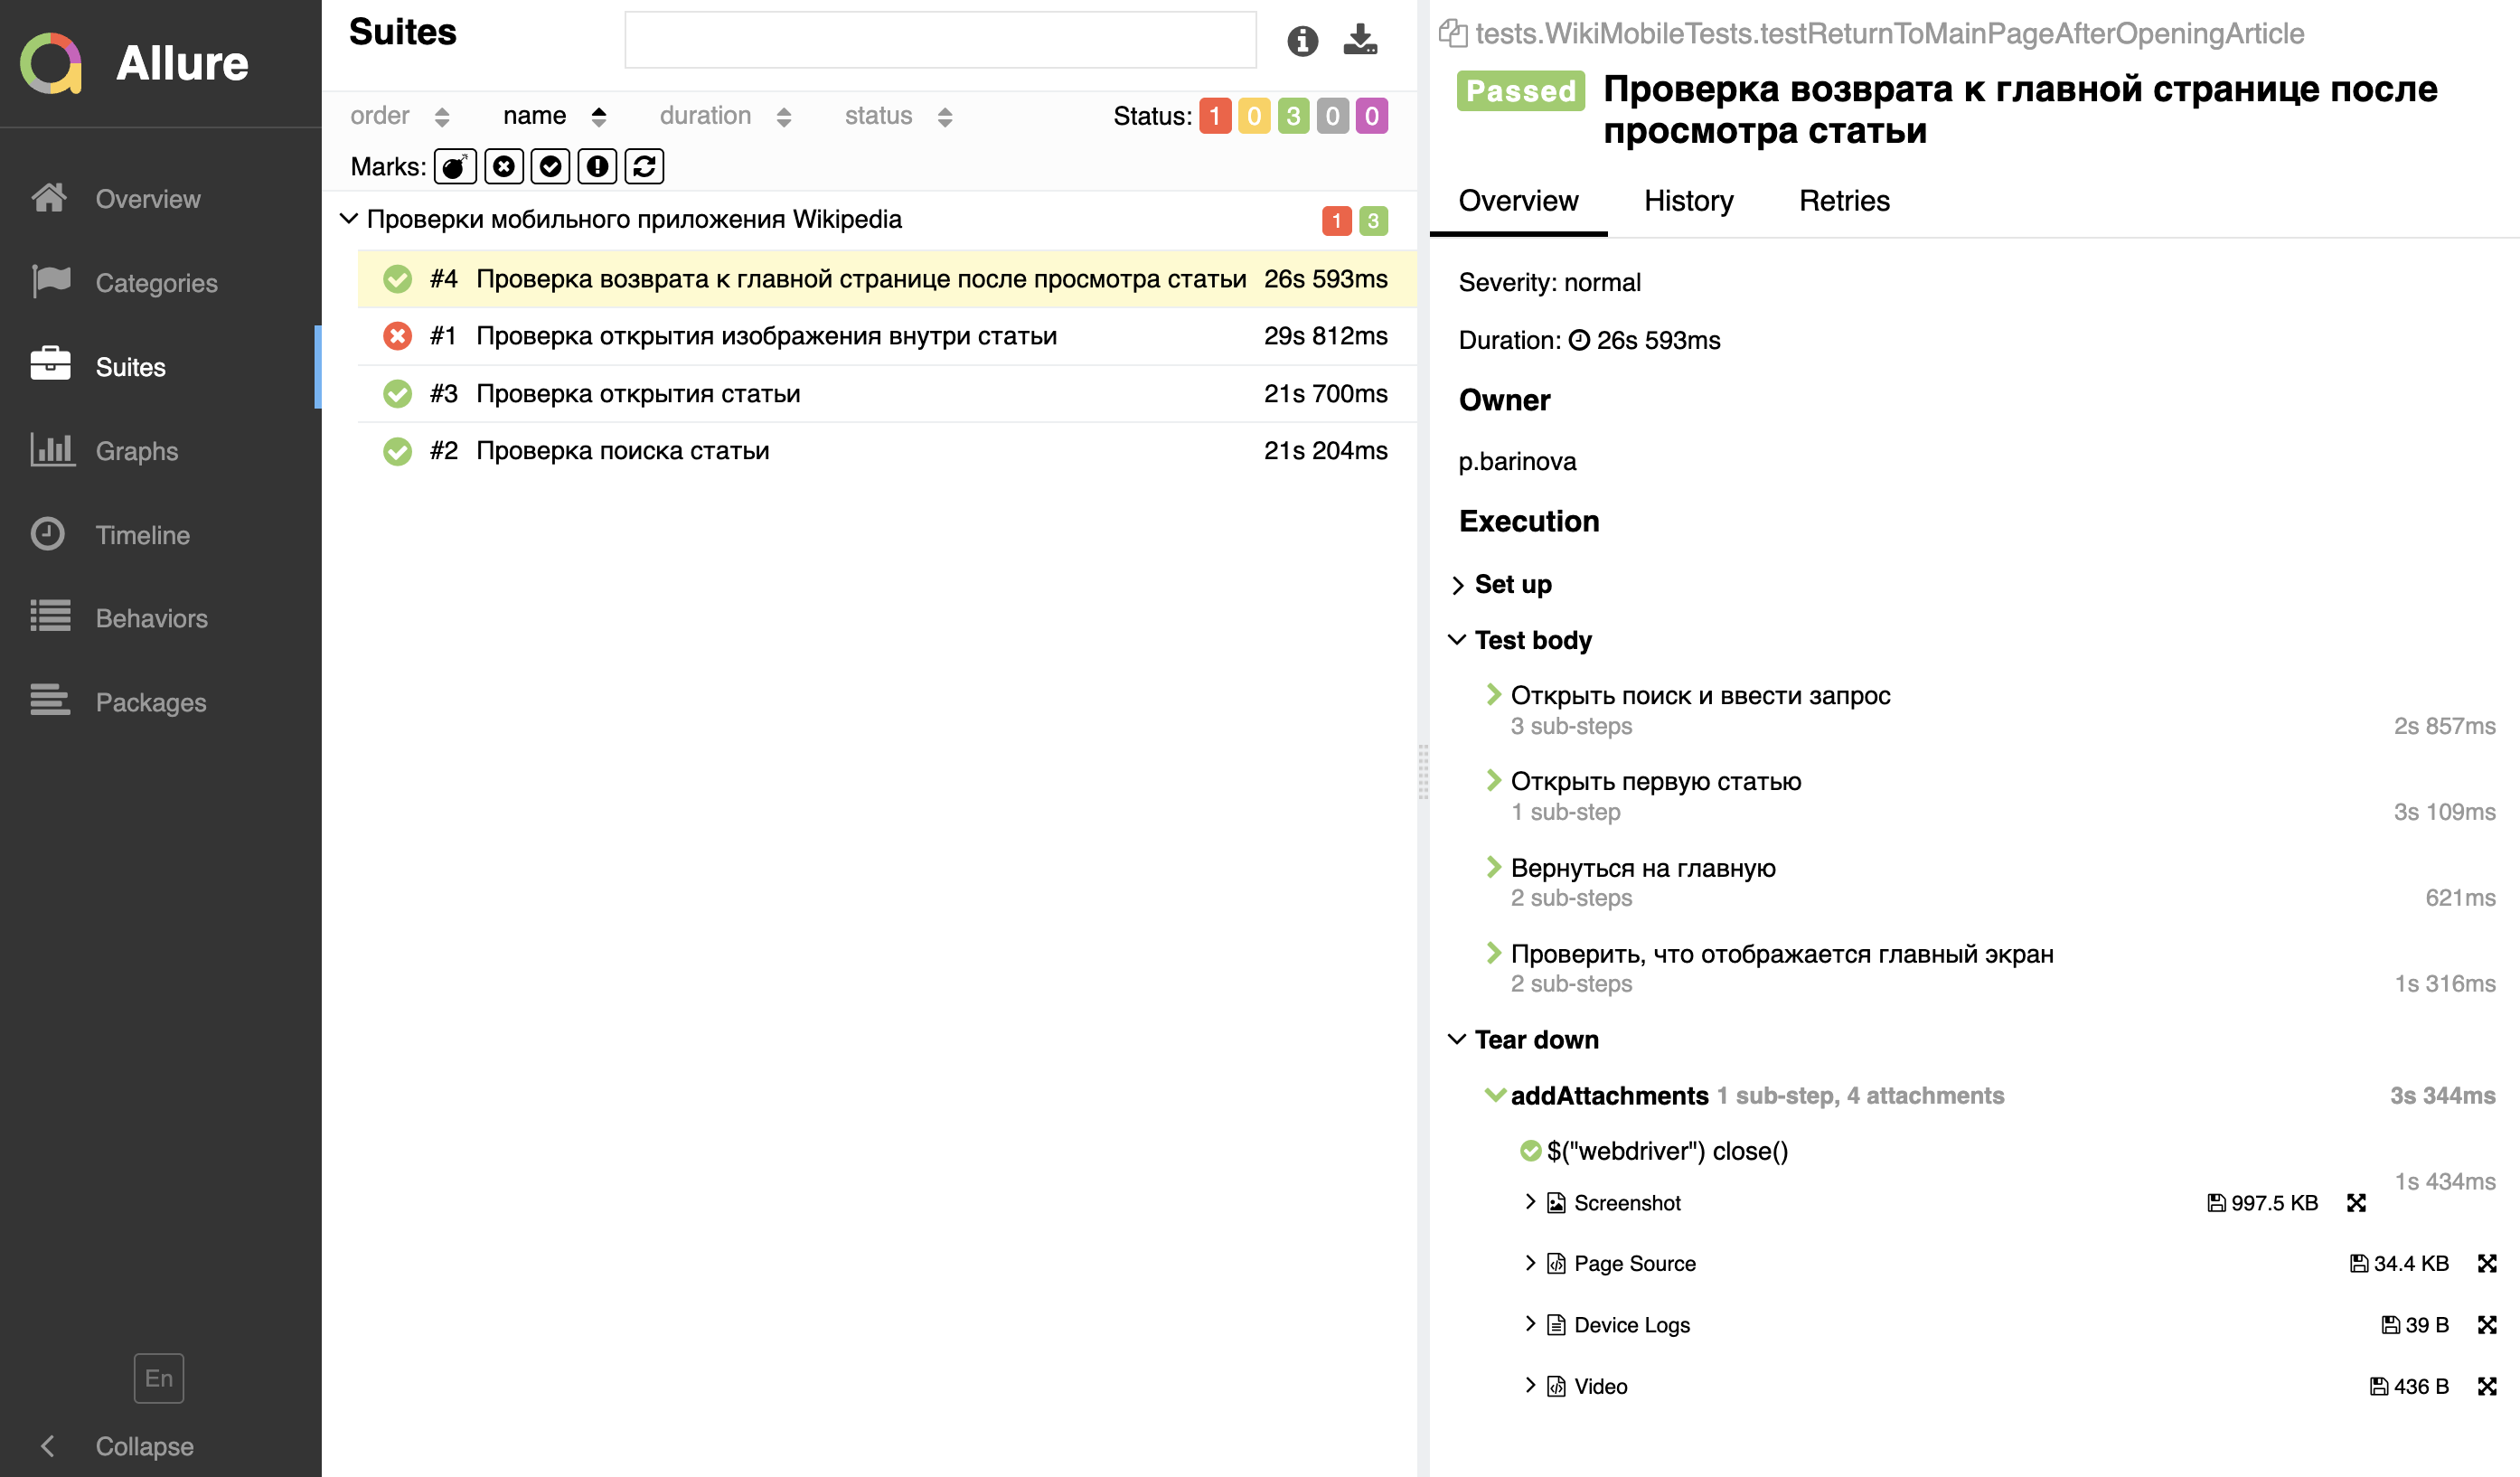 Allure
Overview
Categories
Suites
Graphs
Timeline
Behaviors
Packages
En
Collapse
Suites
order name duration status Status: 1 0 3 0 0
Marks:
Проверки мобильного приложения Wikipedia 1 3
#4 Проверка возврата к главной странице после просмотра статьи 26s 593ms
#1 Проверка открытия изображения внутри статьи 29s 812ms
#3 Проверка открытия статьи 21s 700ms
#2 Проверка поиска статьи 21s 204ms
tests.WikiMobileTests.testReturnToMainPageAfterOpeningArticle
Passed Проверка возврата к главной странице после
просмотра статьи
Overview History Retries
Severity: normal
Duration: 26s 593ms
Owner
p.barinova
Execution
Set up
Test body
Открыть поиск и ввести запрос
3 sub-steps 2s 857ms
Открыть первую статью
1 sub-step 3s 109ms
Вернуться на главную
2 sub-steps 621ms
Проверить, что отображается главный экран
2 sub-steps 1s 316ms
Tear down
addAttachments 1 sub-step, 4 attachments 3s 344ms
$("webdriver") close()
1s 434ms
Screenshot 997.5 KB
Page Source 34.4 KB
Device Logs 39 B
Video 436 B